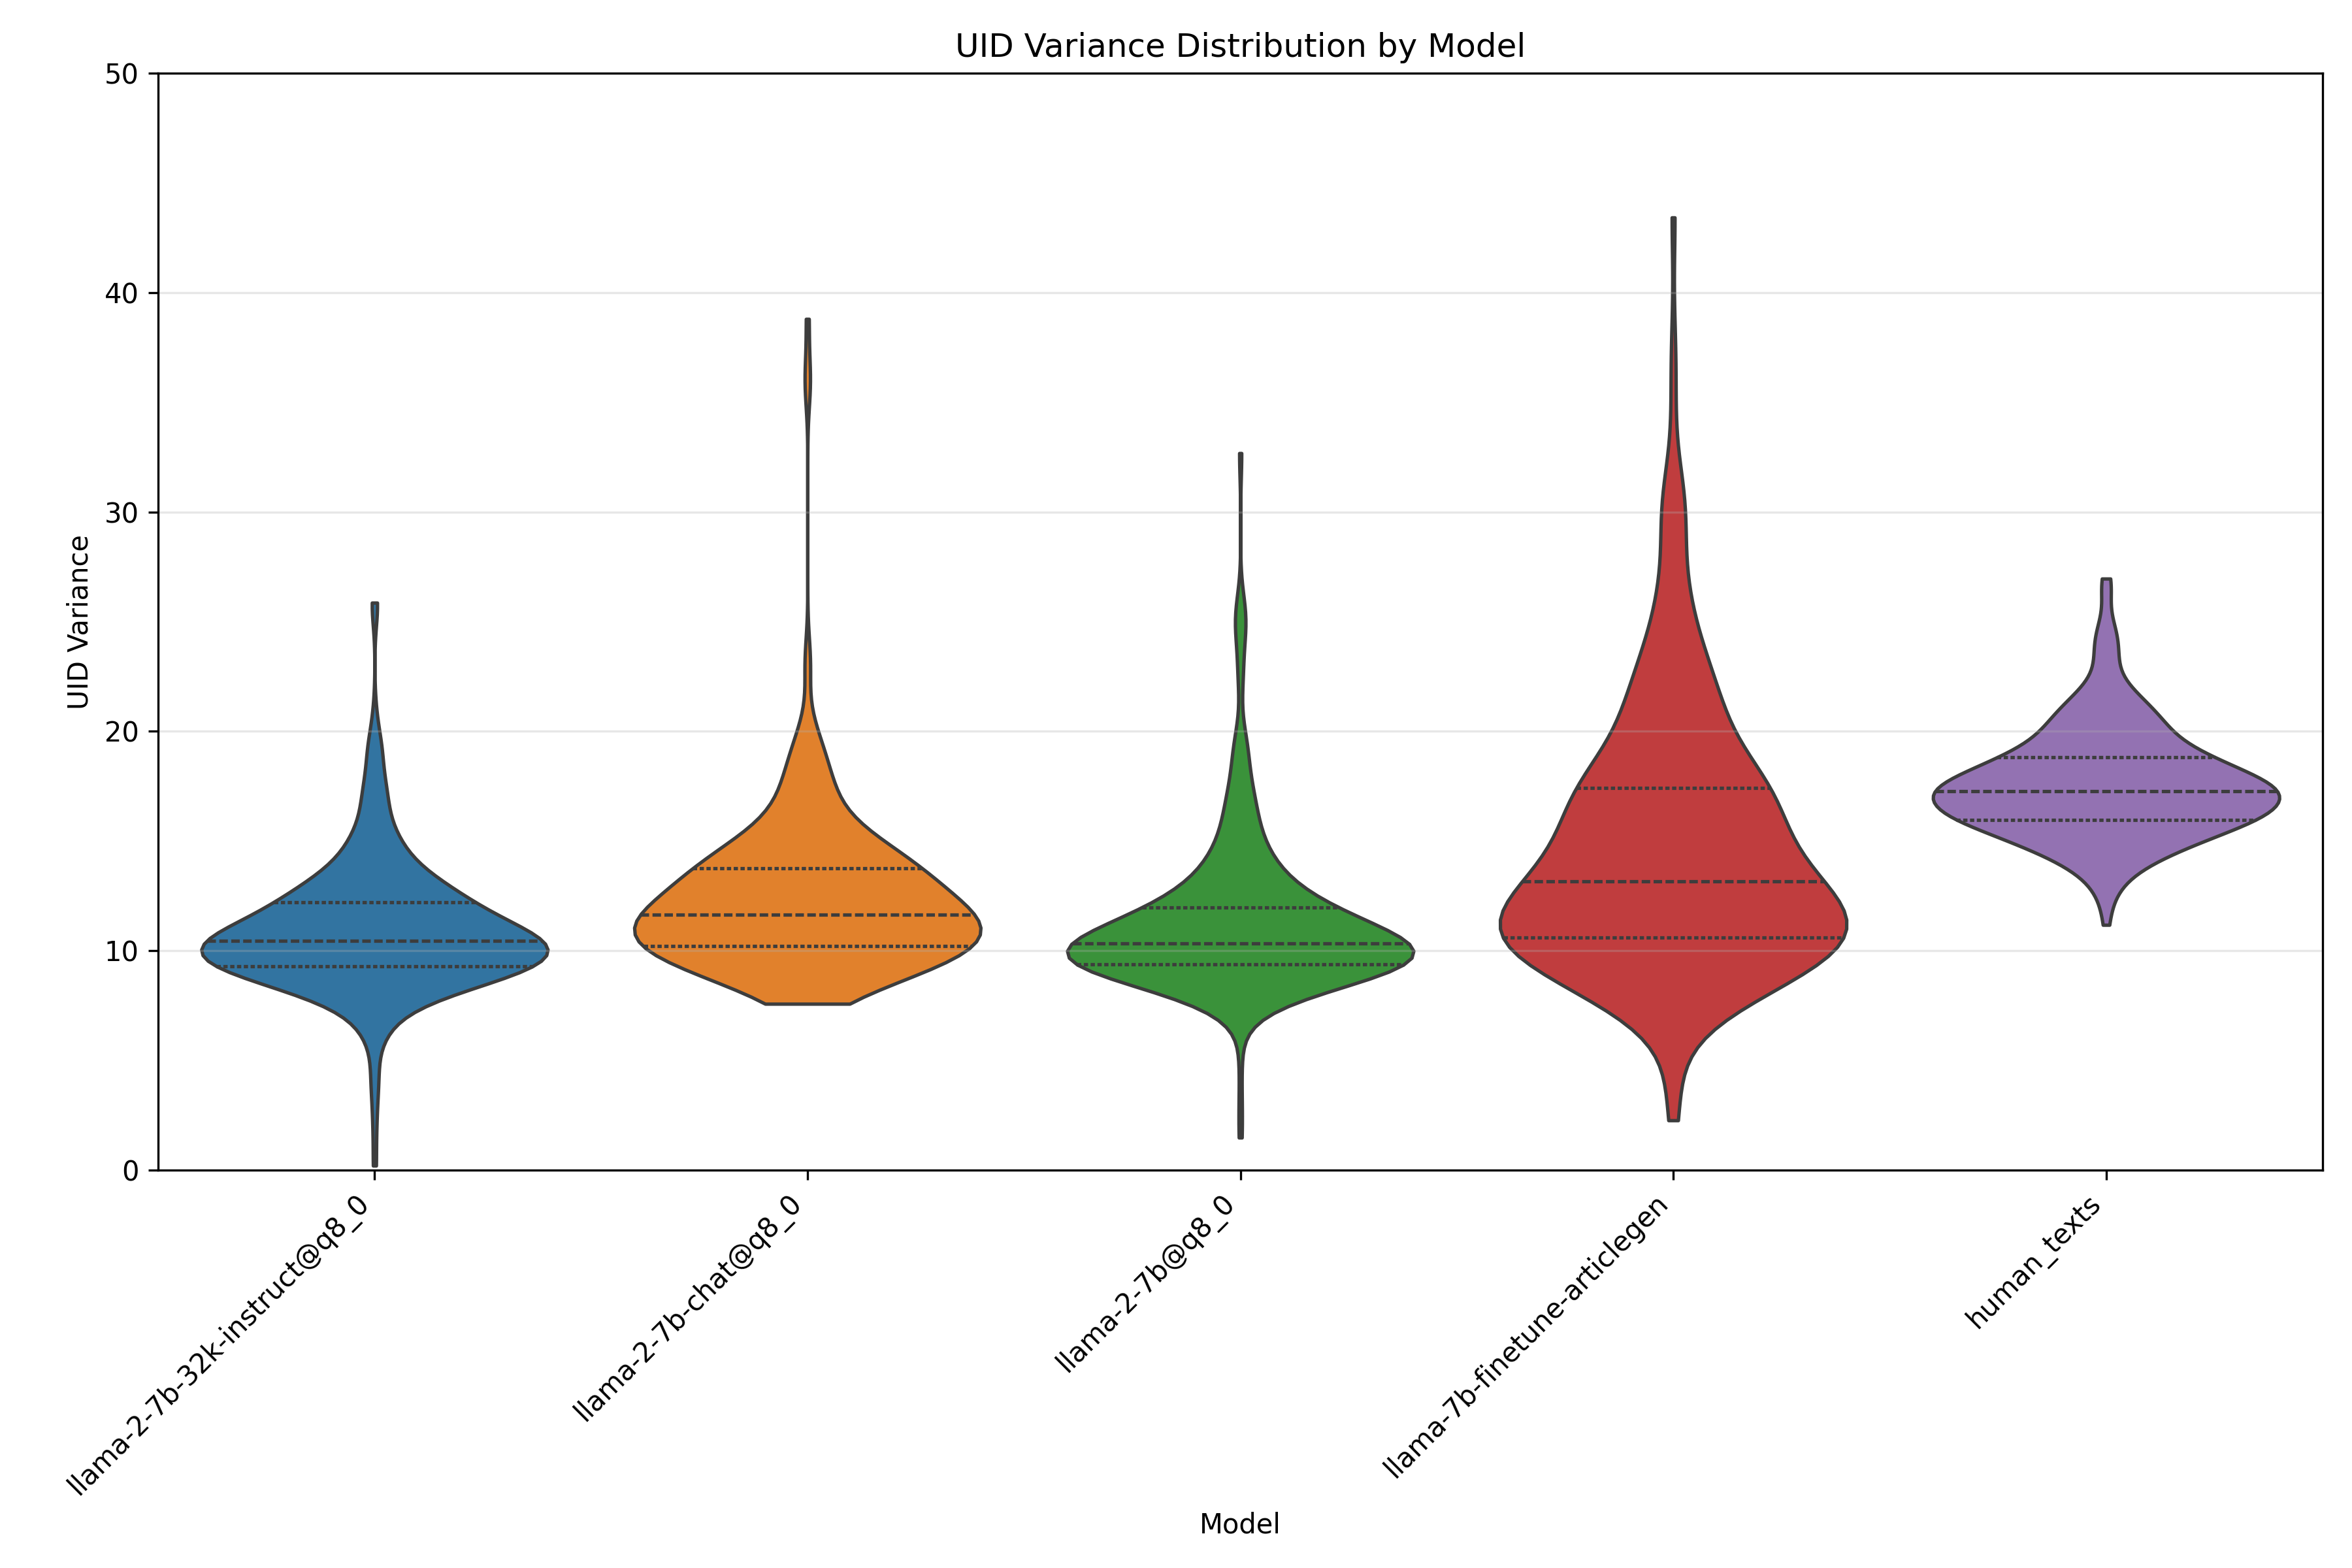 UID Variance Distribution by Model
50
40
30
20
10
0
UID Variance
llama-2-7b-32k-instruct@q8_0
llama-2-7b-chat@q8_0
llama-2-7b@q8_0
llama-7b-finetune-articlegen
human_texts
Model